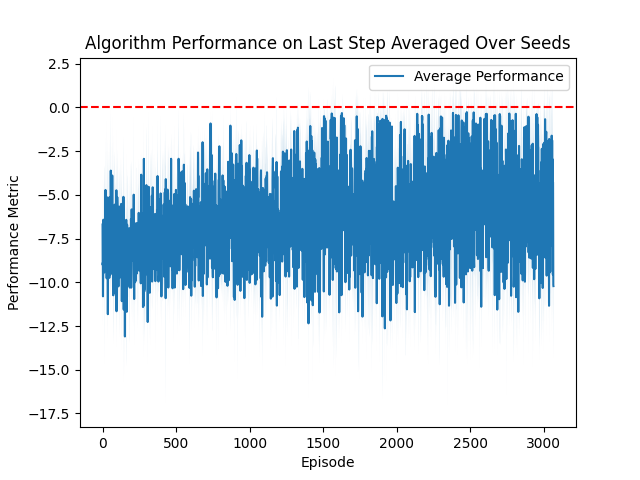 Algorithm Performance on Last Step Averaged Over Seeds
Average Performance
2.5
0.0
−2.5
−5.0
−7.5
−10.0
−12.5
−15.0
−17.5
Performance Metric
0 500 1000 1500 2000 2500 3000
Episode